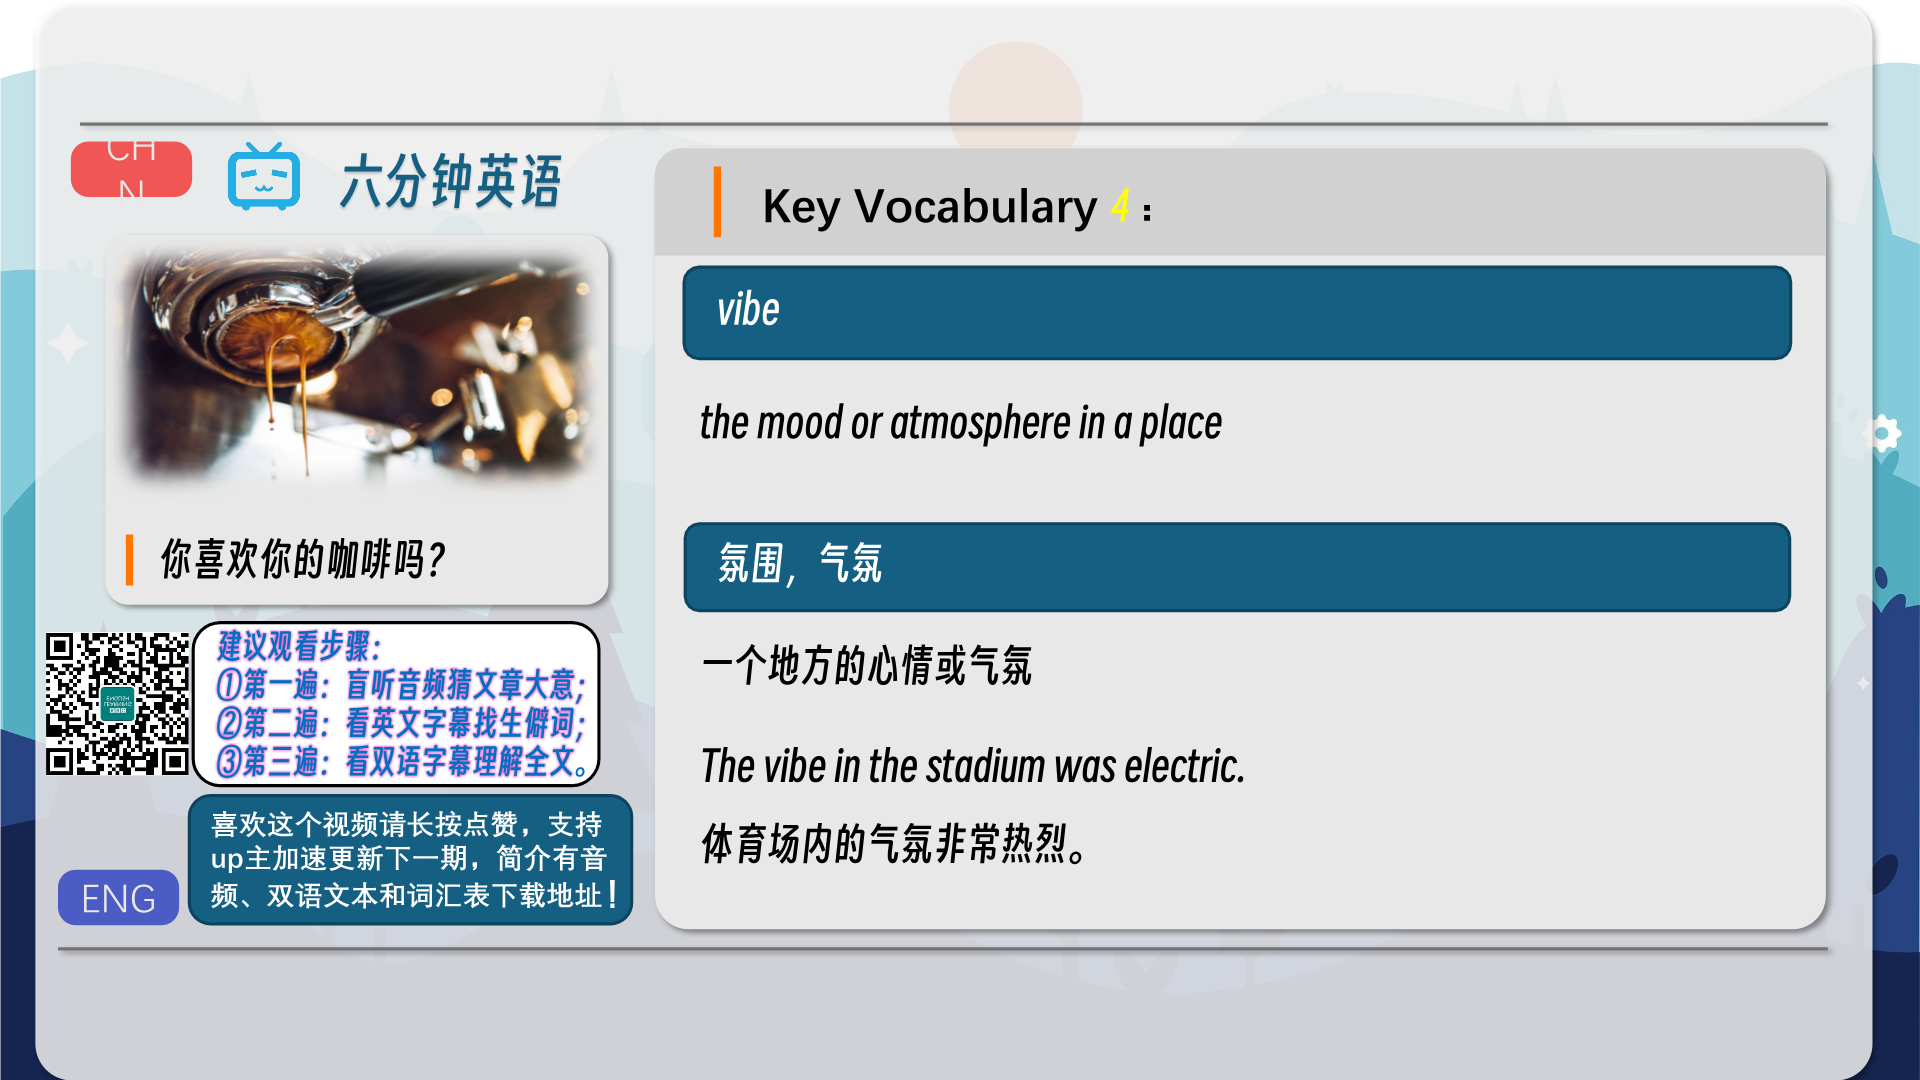 CH
N
六分钟英语
你喜欢你的咖啡吗?
建议观看步骤:
①第一遍：盲听音频猜文章大意;
②第二遍：看英文字幕找生僻词;
③第三遍：看双语字幕理解全文。
喜欢这个视频请长按点赞，支持
up主加速更新下一期，简介有音
频、双语文本和词汇表下载地址！
ENG
Key Vocabulary 4：
vibe
the mood or atmosphere in a place
氛围，气氛
一个地方的心情或气氛
The vibe in the stadium was electric.
体育场内的气氛非常热烈。